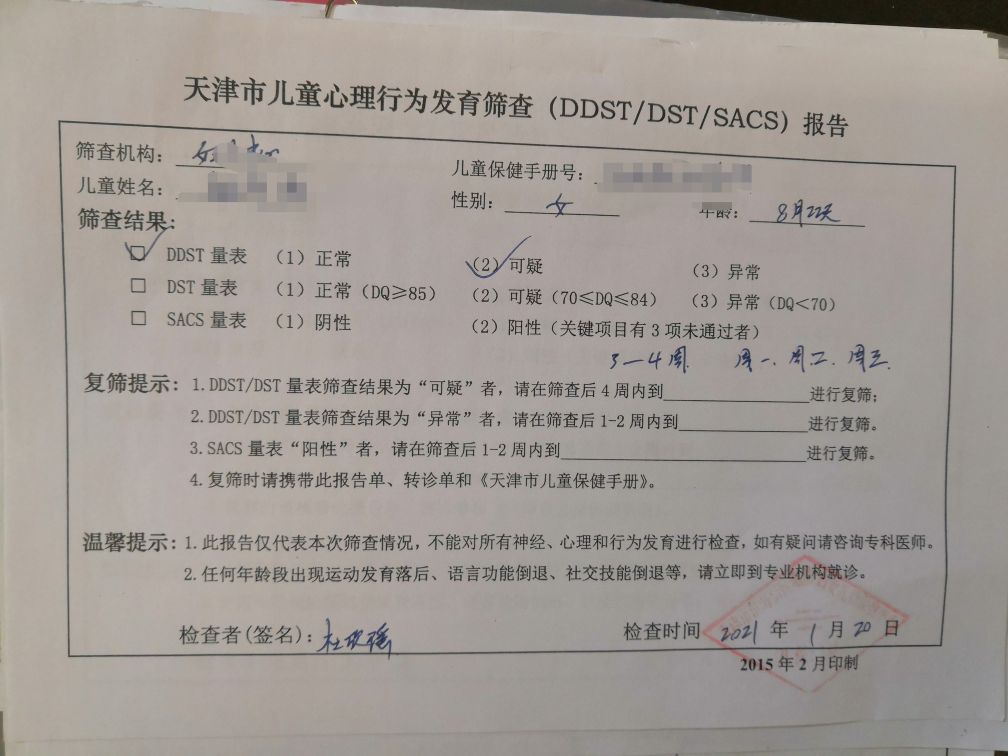 天津市儿童心理行为发育筛查（DDST/DST/SACS）报告
筛查机构：
儿童保健手册号：
儿童姓名：
性别： 女 年龄： 8月22天
筛查结果：
☑ DDST 量表 （1）正常 （2）可疑 （3）异常
□ DST 量表 （1）正常（DQ≥85） （2）可疑（70≤DQ≤84） （3）异常（DQ＜70）
□ SACS 量表 （1）阴性 （2）阳性（关键项目有 3 项未通过者）
3—4周 周一、周二、周三
复筛提示：1.DDST/DST 量表筛查结果为“可疑”者，请在筛查后 4 周内到进行复筛；
2.DDST/DST 量表筛查结果为“异常”者，请在筛查后 1-2 周内到进行复筛。
3.SACS 量表“阳性”者，请在筛查后 1-2 周内到进行复筛。
4.复筛时请携带此报告单、转诊单和《天津市儿童保健手册》。
温馨提示：1.此报告仅代表本次筛查情况，不能对所有神经、心理和行为发育进行检查，如有疑问请咨询专科医师。
2.任何年龄段出现运动发育落后、语言功能倒退、社交技能倒退等，请立即到专业机构就诊。
检查者(签名)：杜 瑶 检查时间 2021 年 1 月 20 日
2015 年 2 月印制